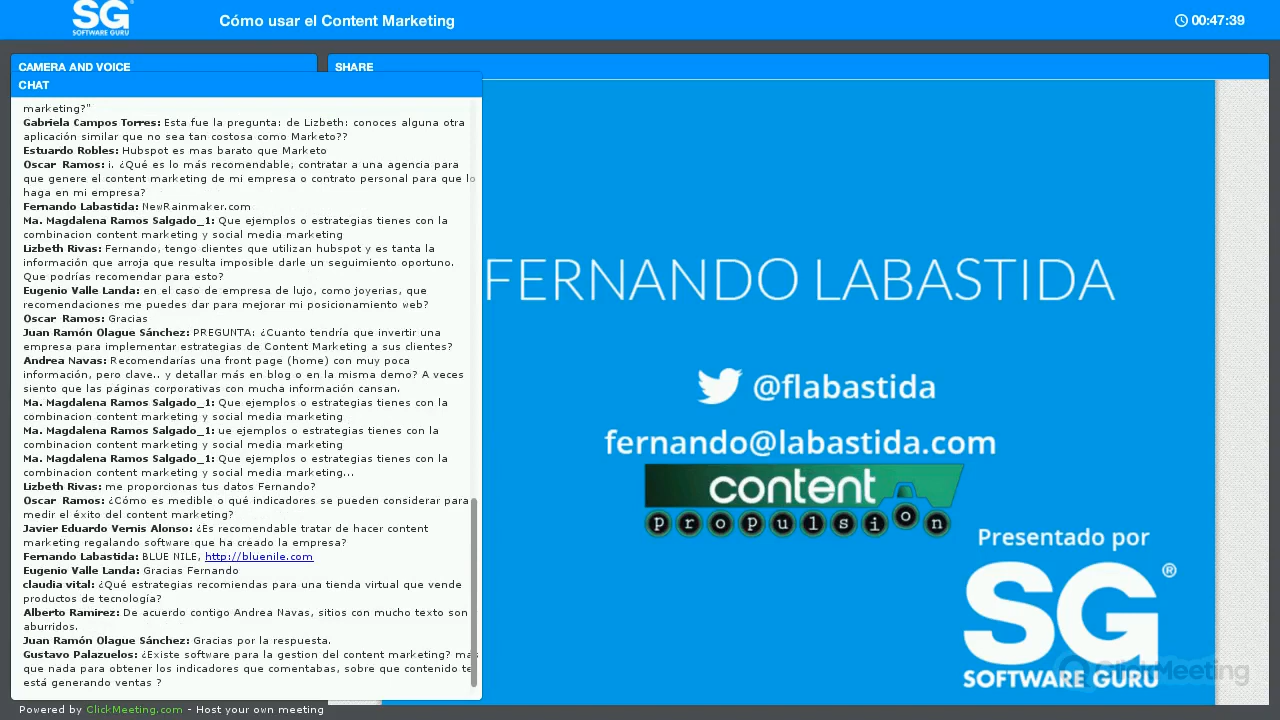 SG
SOFTWARE GURU
Cómo usar el Content Marketing
00:47:39
CAMERA AND VOICE
SHARE
CHAT
marketing?"
Gabriela Campos Torres: Esta fue la pregunta: de Lizbeth: conoces alguna otra
aplicación similar que no sea tan costosa como Marketo??
Estuardo Robles: Hubspot es mas barato que Marketo
Oscar Ramos: i. ¿Qué es lo más recomendable, contratar a una agencia para
que genere el content marketing de mi empresa o contrato personal para que lo
haga en mi empresa?
Fernando Labastida: NewRainmaker.com
Ma. Magdalena Ramos Salgado_1: Que ejemplos o estrategias tienes con la
combinacion content marketing y social media marketing
Lizbeth Rivas: Fernando, tengo clientes que utilizan hubspot y es tanta la
información que arroja que resulta imposible darle un seguimiento oportuno.
Que podrías recomendar para esto?
Eugenio Valle Landa: en el caso de empresa de lujo, como joyerias, que
recomendaciones me puedes dar para mejorar mi posicionamiento web?
Oscar Ramos: Gracias
Juan Ramón Olague Sánchez: PREGUNTA: ¿Cuanto tendría que invertir una
empresa para implementar estrategias de Content Marketing a sus clientes?
Andrea Navas: Recomendarías una front page (home) con muy poca
información, pero clave.. y detallar más en blog o en la misma demo? A veces
siento que las páginas corporativas con mucha información cansan.
Ma. Magdalena Ramos Salgado_1: Que ejemplos o estrategias tienes con la
combinacion content marketing y social media marketing
Ma. Magdalena Ramos Salgado_1: ue ejemplos o estrategias tienes con la
combinacion content marketing y social media marketing
Ma. Magdalena Ramos Salgado_1: Que ejemplos o estrategias tienes con la
combinacion content marketing y social media marketing...
Lizbeth Rivas: me proporcionas tus datos Fernando?
Oscar Ramos: ¿Cómo es medible o qué indicadores se pueden considerar para
medir el éxito del content marketing?
Javier Eduardo Vernis Alonso: ¿Es recomendable tratar de hacer content
marketing regalando software que ha creado la empresa?
Fernando Labastida: BLUE NILE, http://bluenile.com
Eugenio Valle Landa: Gracias Fernando
claudia vital: ¿Qué estrategias recomiendas para una tienda virtual que vende
productos de tecnología?
Alberto Ramirez: De acuerdo contigo Andrea Navas, sitios con mucho texto son
aburridos.
Juan Ramón Olague Sánchez: Gracias por la respuesta.
Gustavo Palazuelos: ¿Existe software para la gestion del content marketing? mas
que nada para obtener los indicadores que comentabas, sobre que contenido te
está generando ventas ?
FERNANDO LABASTIDA
@flabastida
fernando@labastida.com
content
propulsion
Presentado por
SG®
SOFTWARE GURU
ClickMeeting
Powered by ClickMeeting.com - Host your own meeting